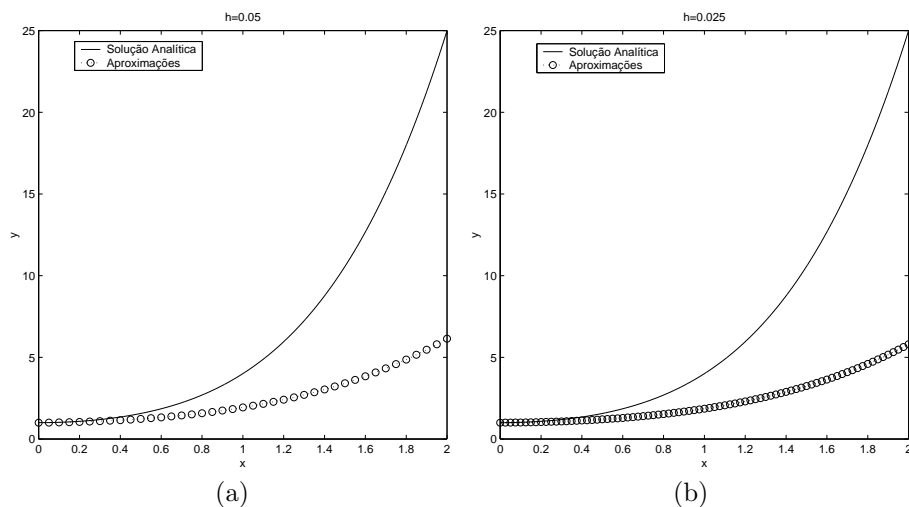 h=0.05
25
20
15
10
5
0
y
Solução Analítica
Aproximações
0 0.2 0.4 0.6 0.8 1 1.2 1.4 1.6 1.8 2
x
(a)
h=0.025
25
20
15
10
5
0
y
Solução Analítica
Aproximações
0 0.2 0.4 0.6 0.8 1 1.2 1.4 1.6 1.8 2
x
(b)